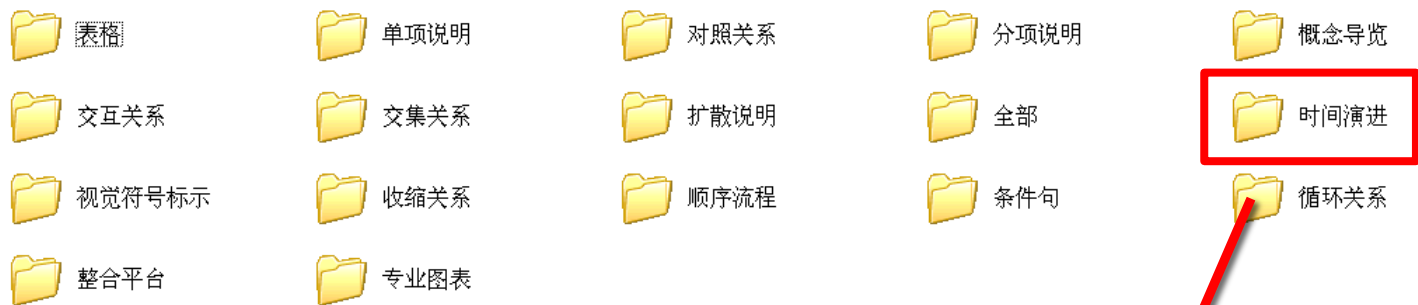 表格 单项说明 对照关系 分项说明 概念导览
交互关系 交集关系 扩散说明 全部 时间演进
视觉符号标示 收缩关系 顺序流程 条件句 循环关系
整合平台 专业图表